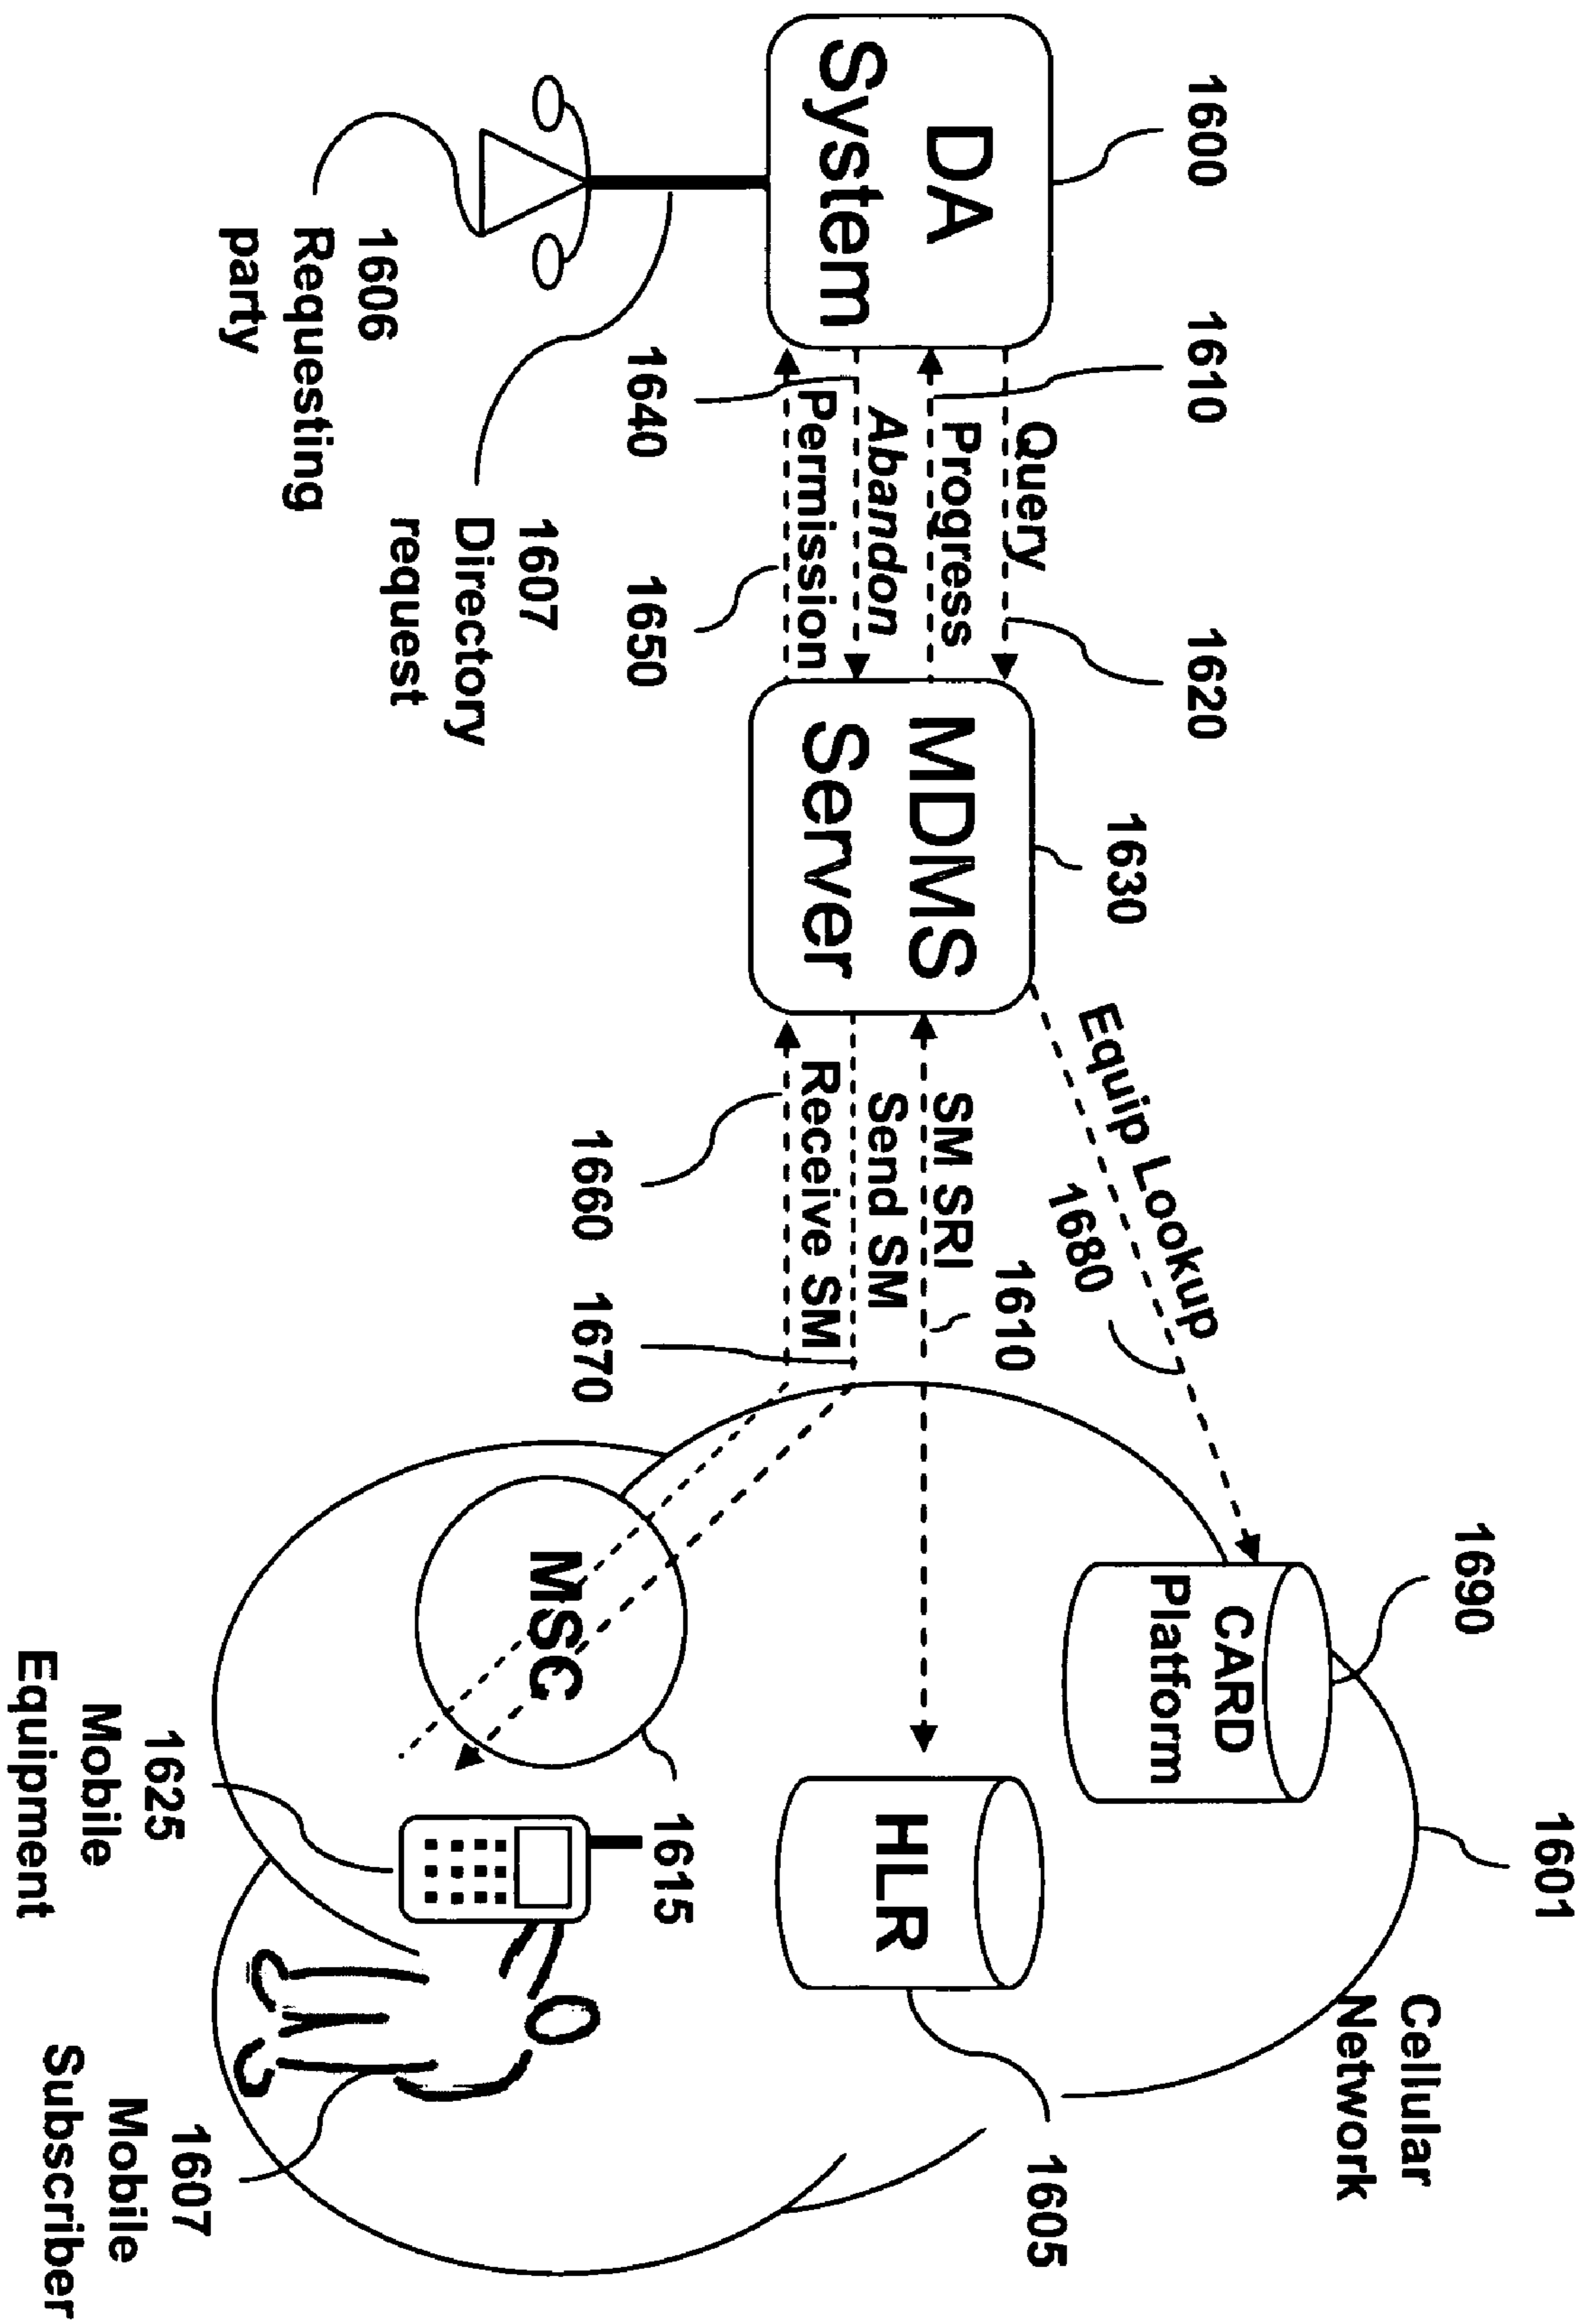 1600
DA
System
1606
Requesting
party
1607
Directory
request
1610
Query
1620
Progress
Abandon
1640
Permission
1650
1630
MDMS
Server
Equip Lookup
1680
SM SRI
1610
Send SM
Receive SM
1660
1670
1690
CARD
Platform
1601
Cellular
Network
HLR
1605
MSC
1615
1625
Mobile
Equipment
1607
Mobile
Subscriber